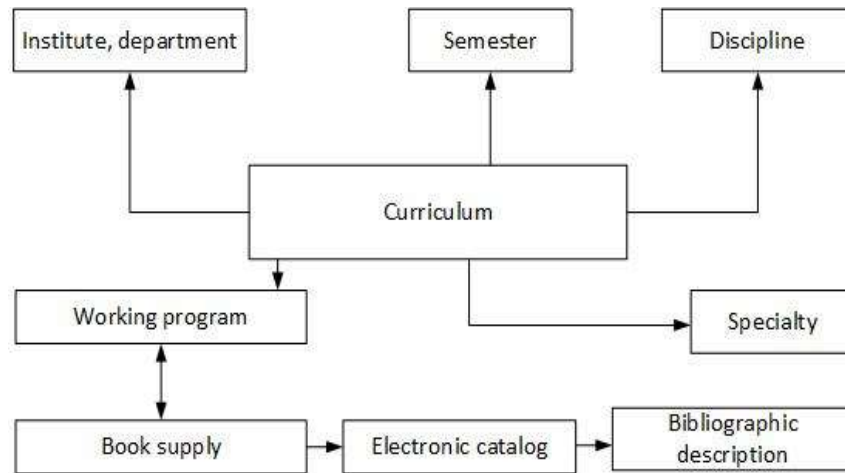 Institute, department
Semester
Discipline
Curriculum
Working program
Specialty
Book supply
Electronic catalog
Bibliographic
description